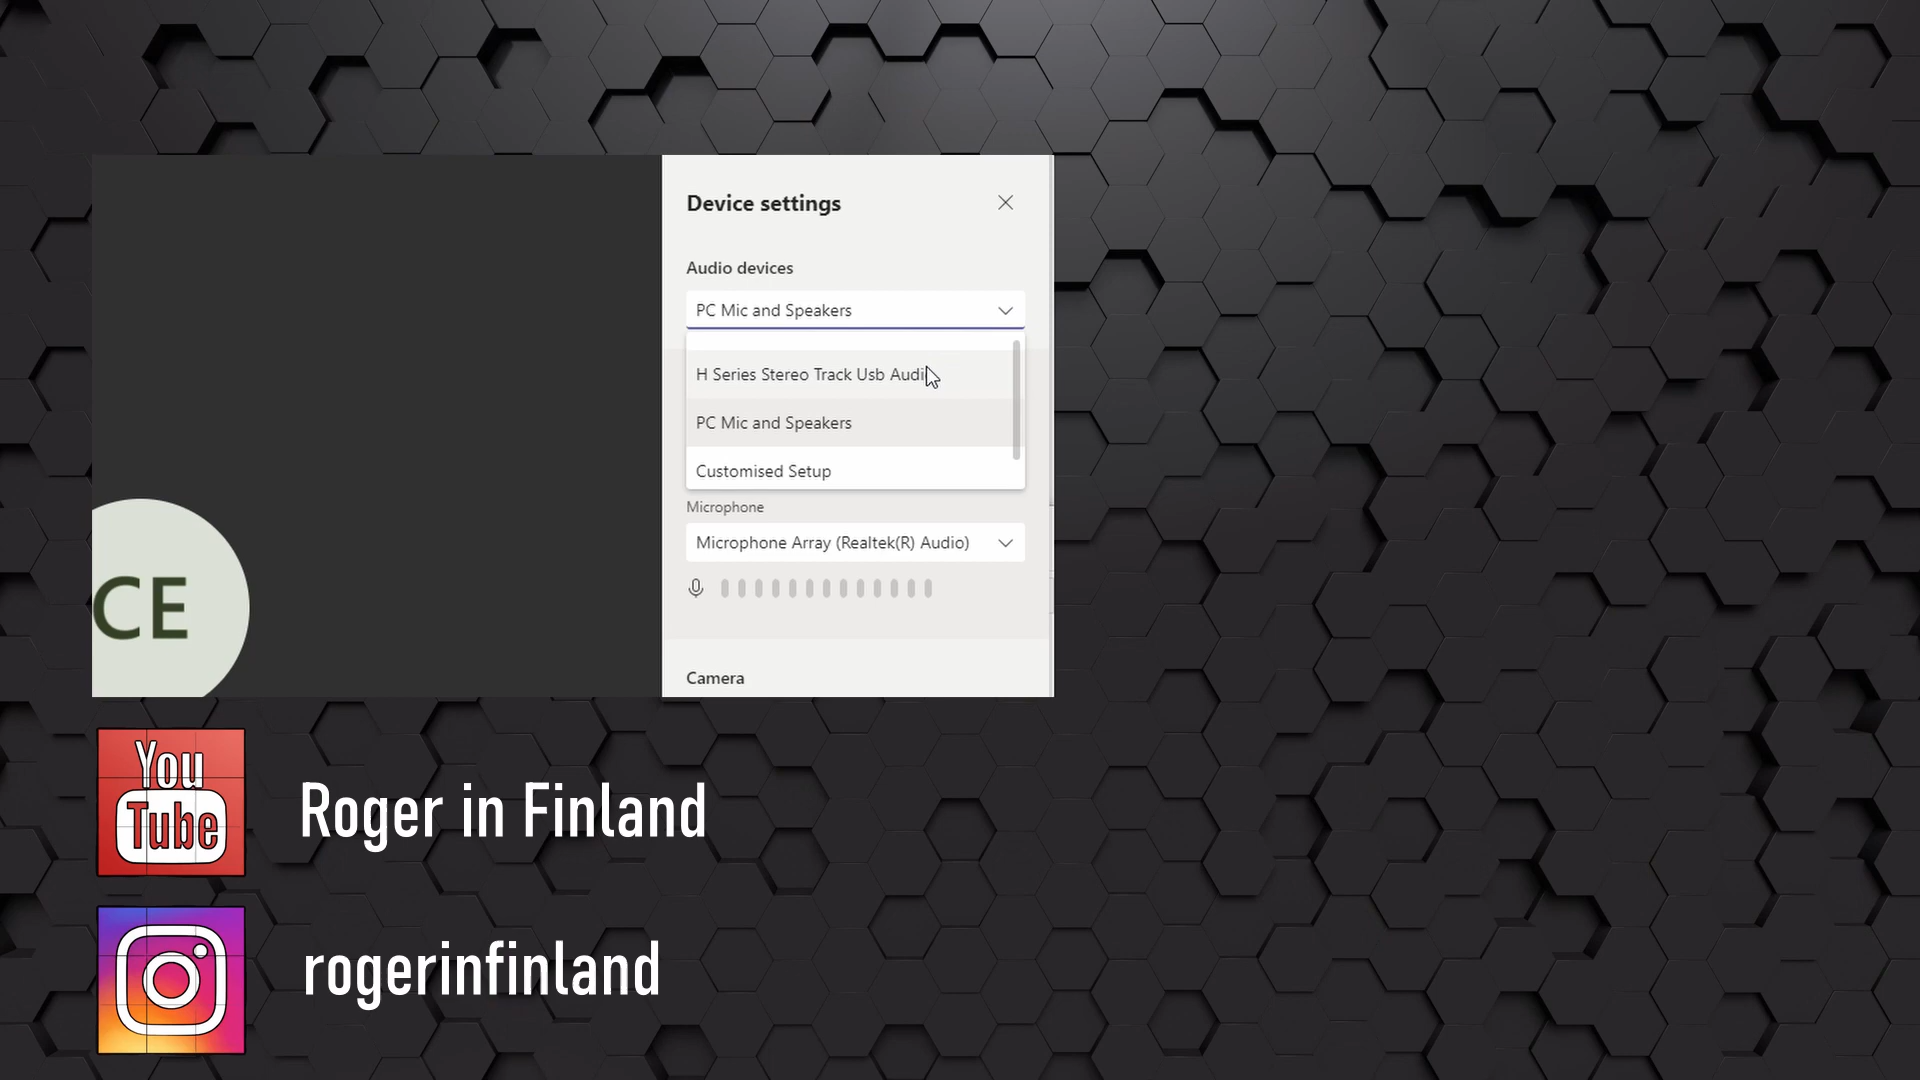 Device settings
Audio devices
PC Mic and Speakers
H Series Stereo Track Usb Audi
PC Mic and Speakers
Customised Setup
Microphone
Microphone Array (Realtek(R) Audio)
Camera
CE
You
Tube
Roger in Finland
rogerinfinland